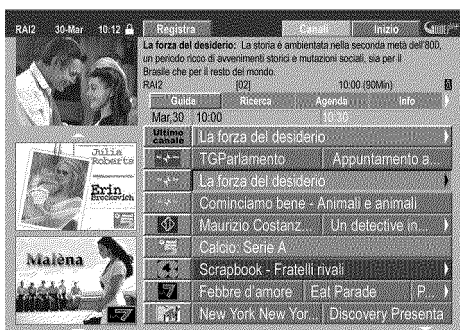 RAI2 30-Mar 10:12
Registra Canali Inizio
La forza del desiderio: La storia è ambientata nella seconda metà dell'800,
un periodo ricco di avvenimenti storici e mutazioni sociali, sia per il
Brasile che per il resto del mondo.
RAI2 [02] 10:00 (90Min)
Guida Ricerca Agenda Info
Mar,30 10:00 10:30
Ultimo canale La forza del desiderio
TGParlamento Appuntamento a...
La forza del desiderio
Cominciamo bene - Animali e animali
Maurizio Costanz... Un detective in...
Calcio: Serie A
4 Scrapbook - Fratelli rivali
7 Febbre d'amore Eat Parade P...
New York New Yor... Discovery Presenta
Julia
Roberts
Erin
Brockovich
Malèna